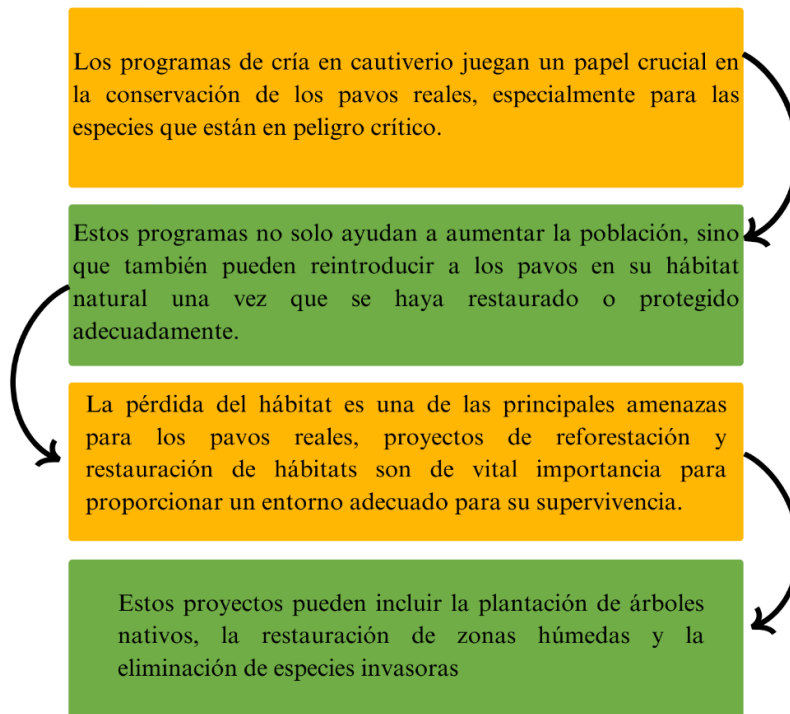 Los programas de cría en cautiverio juegan un papel crucial en
la conservación de los pavos reales, especialmente para las
especies que están en peligro crítico.
Estos programas no solo ayudan a aumentar la población, sino
que también pueden reintroducir a los pavos en su hábitat
natural una vez que se haya restaurado o protegido
adecuadamente.
La pérdida del hábitat es una de las principales amenazas
para los pavos reales, proyectos de reforestación y
restauración de hábitats son de vital importancia para
proporcionar un entorno adecuado para su supervivencia.
Estos proyectos pueden incluir la plantación de árboles
nativos, la restauración de zonas húmedas y la
eliminación de especies invasoras